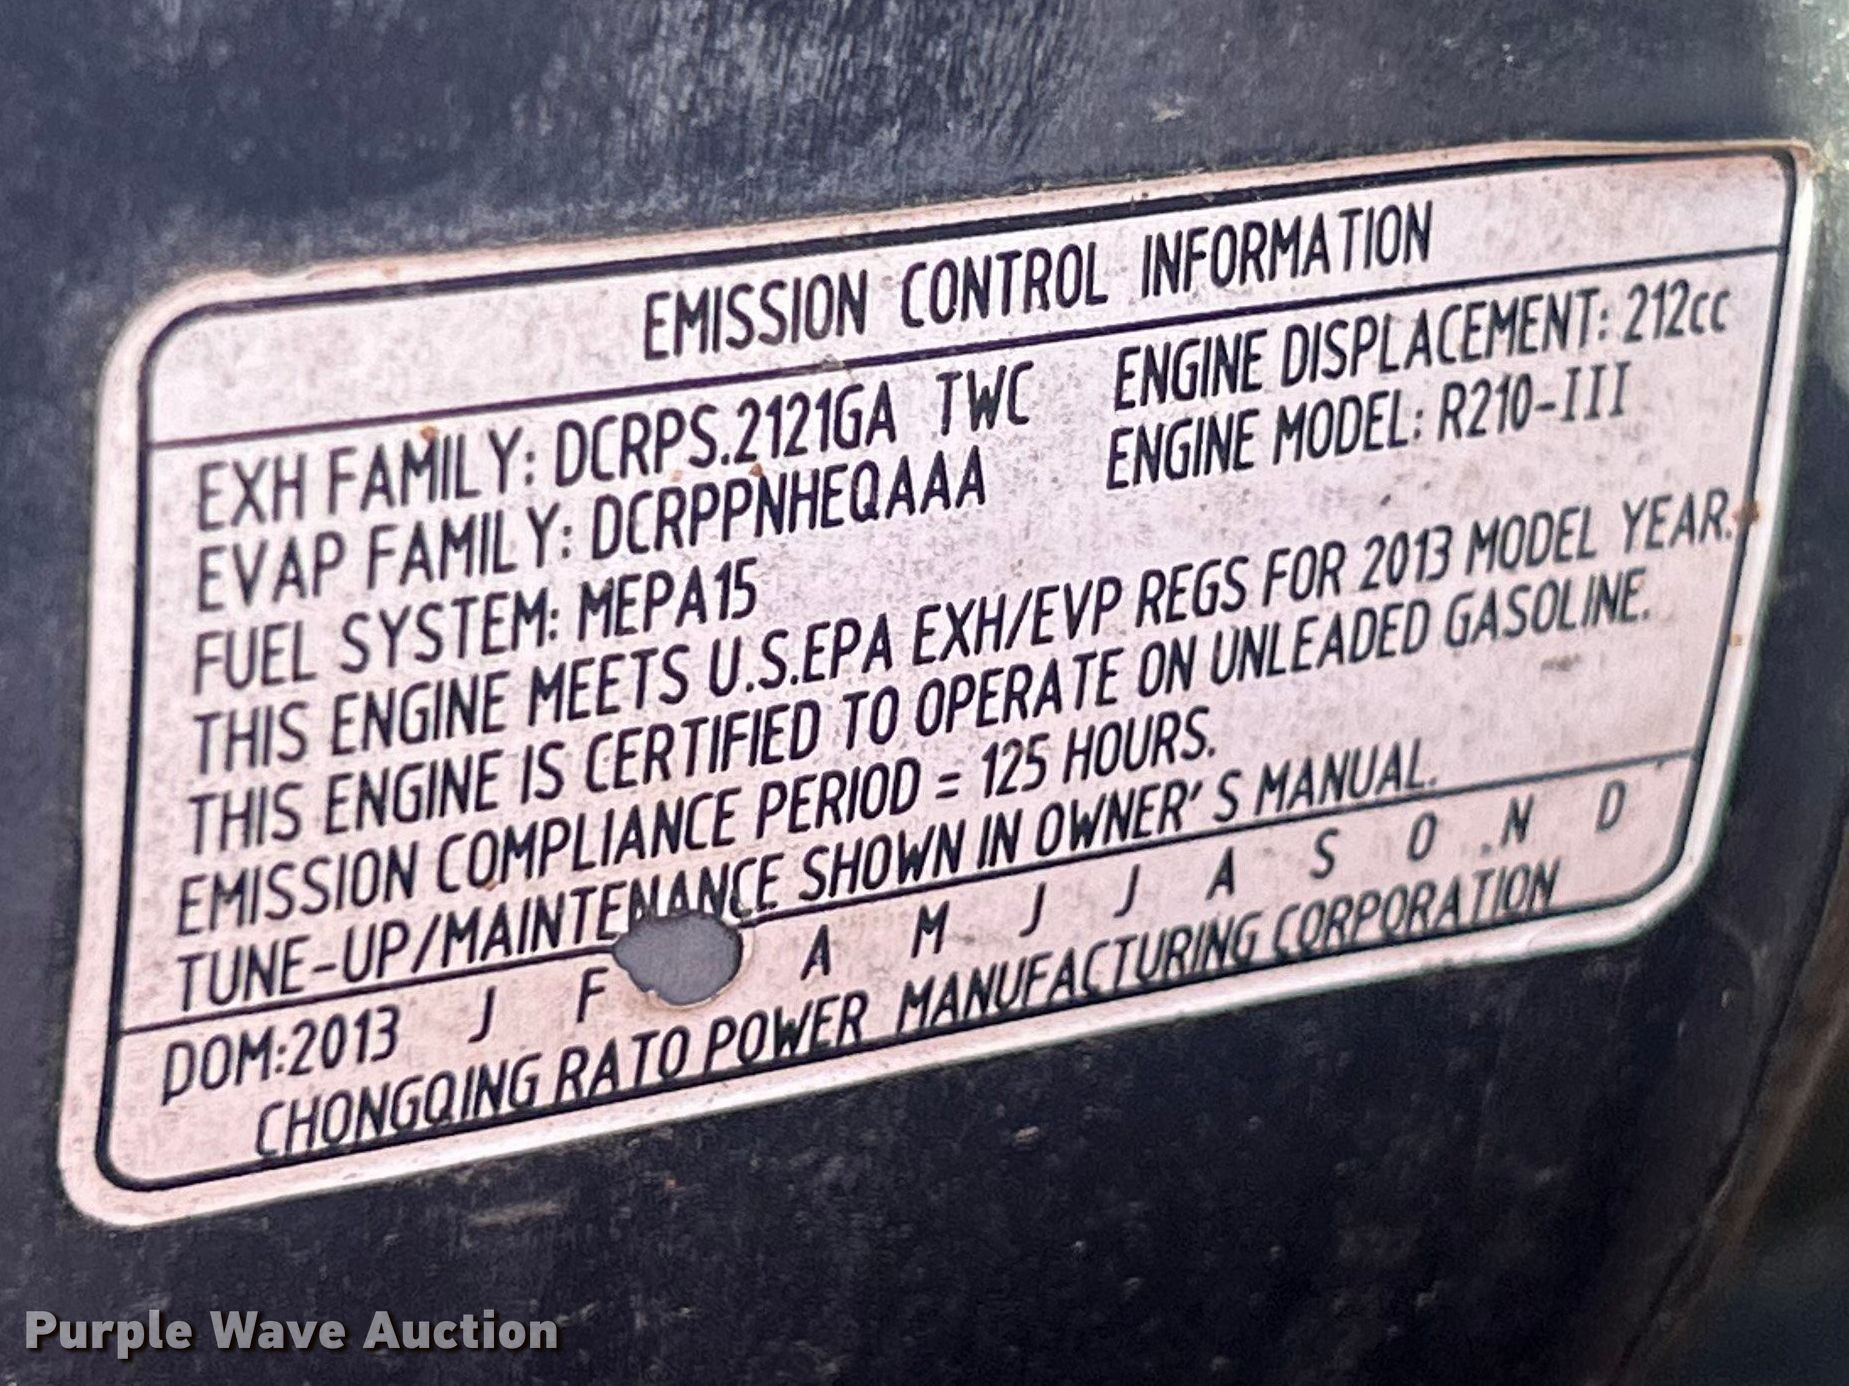 EMISSION CONTROL INFORMATION
EXH FAMILY: DCRPS.2121GA TWC ENGINE DISPLACEMENT: 212cc
EVAP FAMILY: DCRPPNHEQAAA ENGINE MODEL: R210-III
FUEL SYSTEM: MEPA15
THIS ENGINE MEETS U.S.EPA EXH/EVP REGS FOR 2013 MODEL YEAR.
THIS ENGINE IS CERTIFIED TO OPERATE ON UNLEADED GASOLINE.
EMISSION COMPLIANCE PERIOD = 125 HOURS.
TUNE-UP/MAINTENANCE SHOWN IN OWNER'S MANUAL.
DOM:2013 J F A M J J A S O N D
CHONGQING RATO POWER MANUFACTURING CORPORATION
Purple Wave Auction